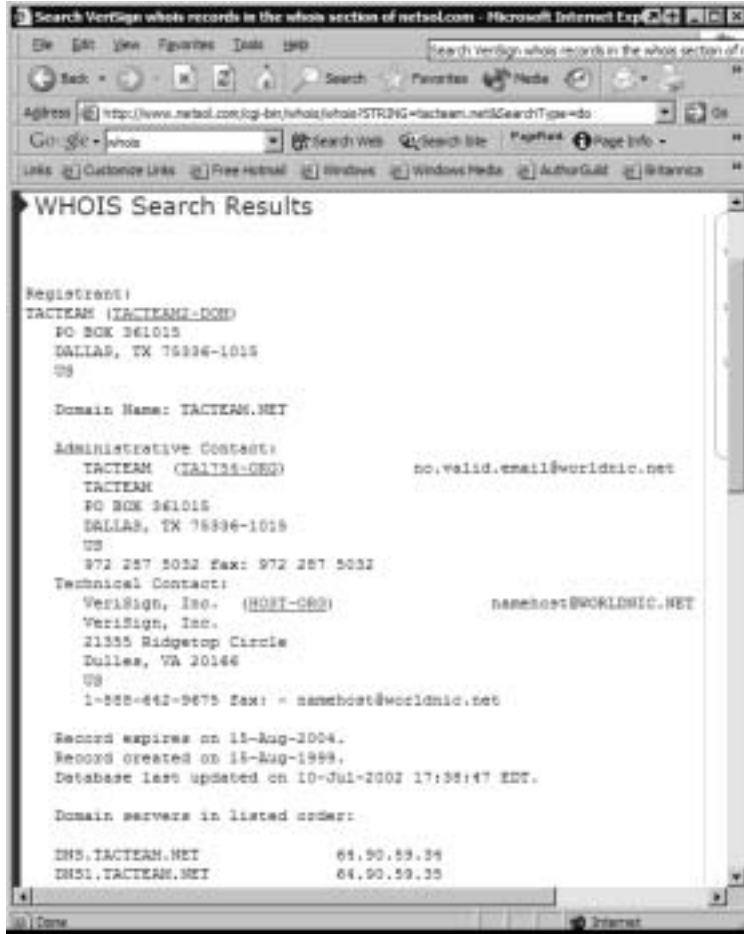 Search VeriSign whois records in the whois section of netsol.com - Microsoft Internet Exp
File Edit View Favorites Tools Help
Search VeriSign whois records in the whois section of
Back Search Favorites Media
Address http://www.netsol.com/cgi-bin/whois/whois?STRING=tacteam.net&SearchType=do Go
Google whois Search Web Search Site PageRank Page Info
Links Customize Links Free Hotmail Windows Windows Media AuthorGuild Britannica
WHOIS Search Results
Registrant:
TACTEAM (TACTEAM2-DOM)
PO BOX 361015
DALLAS, TX 75336-1015
US
Domain Name: TACTEAM.NET
Administrative Contact:
TACTEAM (TA1756-ORG) no.valid.email@worldnic.net
TACTEAM
PO BOX 361015
DALLAS, TX 75336-1015
US
972 287 5032 fax: 972 287 5032
Technical Contact:
VeriSign, Inc. (HOST-ORG) namehost@WORLDNIC.NET
VeriSign, Inc.
21355 Ridgetop Circle
Dulles, VA 20166
US
1-888-642-9675 fax: - namehost@worldnic.net
Record expires on 15-Aug-2004.
Record created on 15-Aug-1999.
Database last updated on 10-Jul-2002 17:38:47 EDT.
Domain servers in listed order:
DNS.TACTEAM.NET 64.90.59.34
DNS1.TACTEAM.NET 64.90.59.35
Done Internet